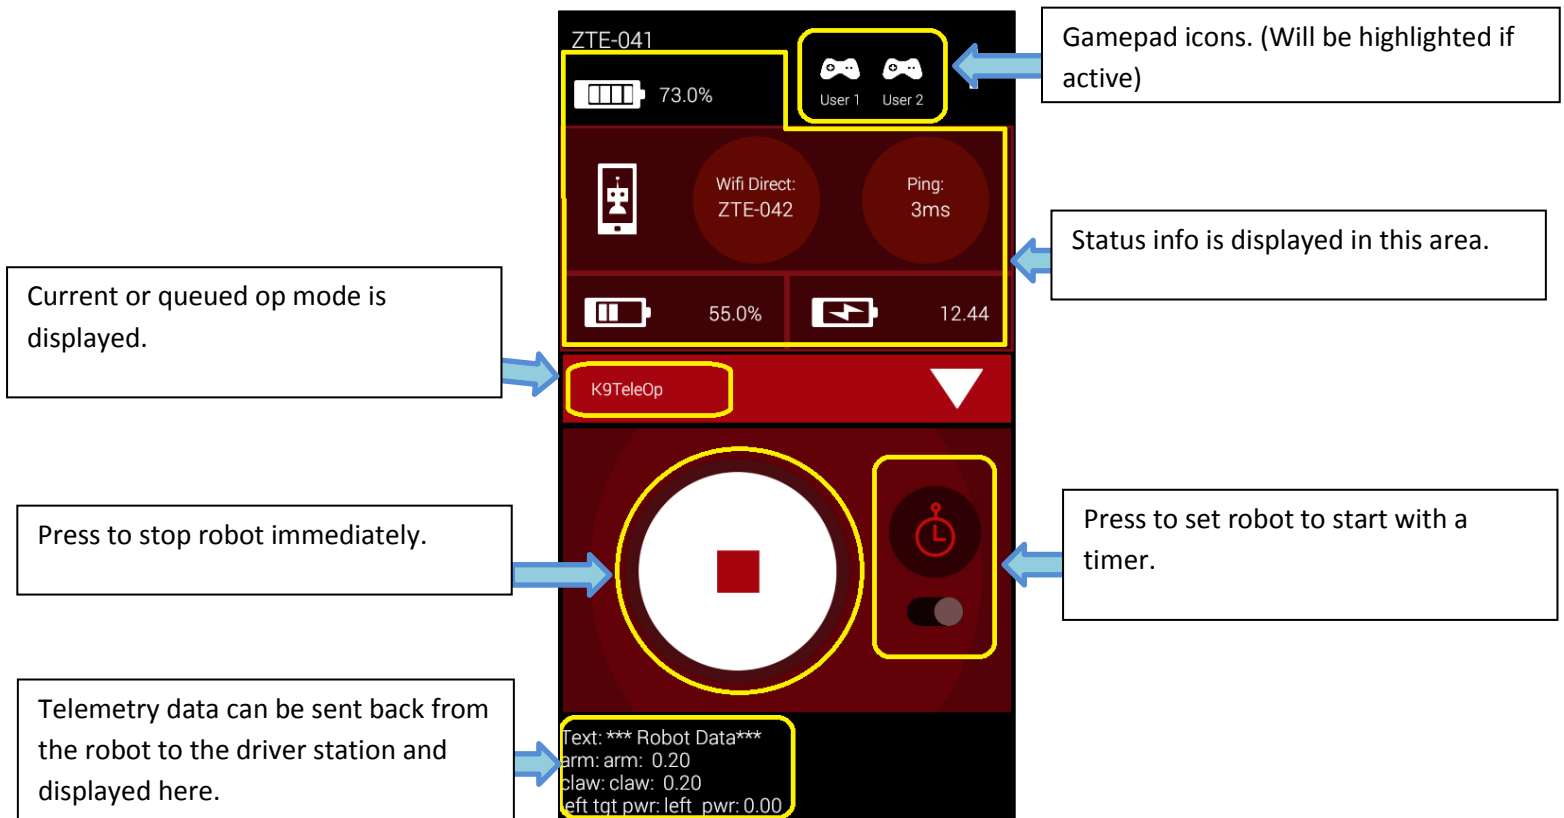 ZTE-041
73.0%
User 1 User 2
Gamepad icons. (Will be highlighted if
active)
Wifi Direct:
ZTE-042
Ping:
3ms
Status info is displayed in this area.
55.0%
12.44
Current or queued op mode is
displayed.
K9TeleOp
Press to stop robot immediately.
Press to set robot to start with a
timer.
Telemetry data can be sent back from
the robot to the driver station and
displayed here.
Text: *** Robot Data***
arm: arm: 0.20
claw: claw: 0.20
left tgt pwr: left pwr: 0.00